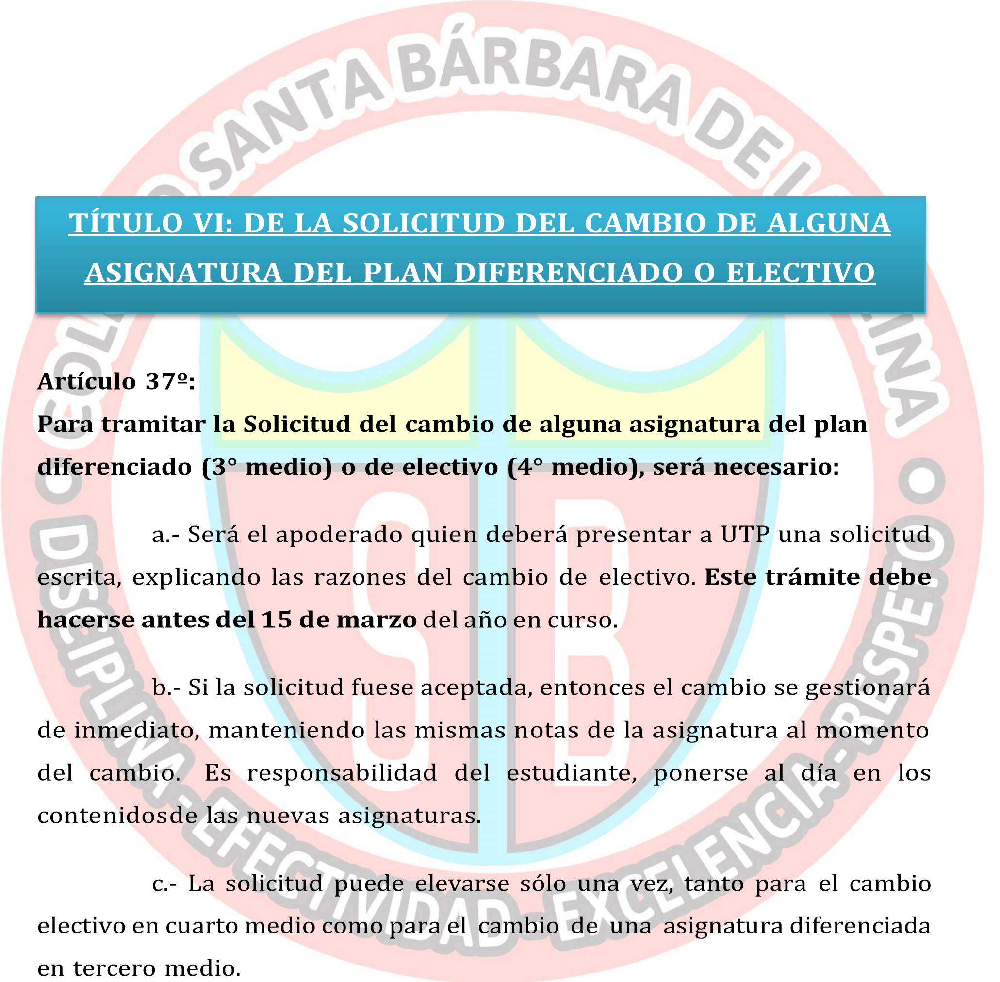 SANTA BÁRBARA DE
TÍTULO VI: DE LA SOLICITUD DEL CAMBIO DE ALGUNA
ASIGNATURA DEL PLAN DIFERENCIADO O ELECTIVO
Artículo 37º:
Para tramitar la Solicitud del cambio de alguna asignatura del plan
diferenciado (3° medio) o de electivo (4° medio), será necesario:
a.- Será el apoderado quien deberá presentar a UTP una solicitud
escrita, explicando las razones del cambio de electivo. Este trámite debe
hacerse antes del 15 de marzo del año en curso.
b.- Si la solicitud fuese aceptada, entonces el cambio se gestionará
de inmediato, manteniendo las mismas notas de la asignatura al momento
del cambio. Es responsabilidad del estudiante, ponerse al día en los
contenidosde las nuevas asignaturas.
c.- La solicitud puede elevarse sólo una vez, tanto para el cambio
electivo en cuarto medio como para el cambio de una asignatura diferenciada
en tercero medio.
S B
DISCIPLINA-EFECTIVIDAD-EXCELENCIA-RESPETO